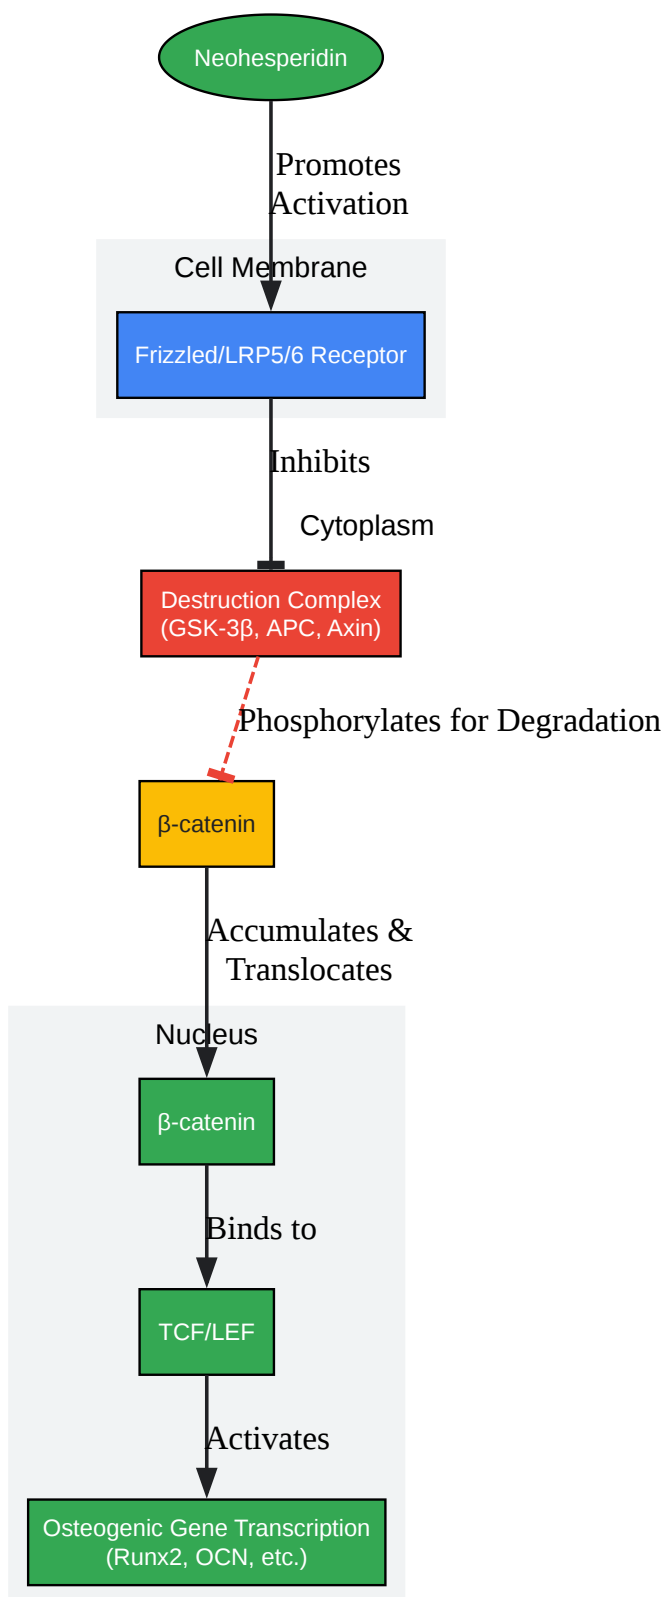 Neohesperidin
Promotes
Activation
Cell Membrane
Frizzled/LRP5/6 Receptor
Inhibits
Cytoplasm
Destruction Complex
(GSK-3β, APC, Axin)
Phosphorylates for Degradation
β-catenin
Accumulates &
Translocates
Nucleus
β-catenin
Binds to
TCF/LEF
Activates
Osteogenic Gene Transcription
(Runx2, OCN, etc.)